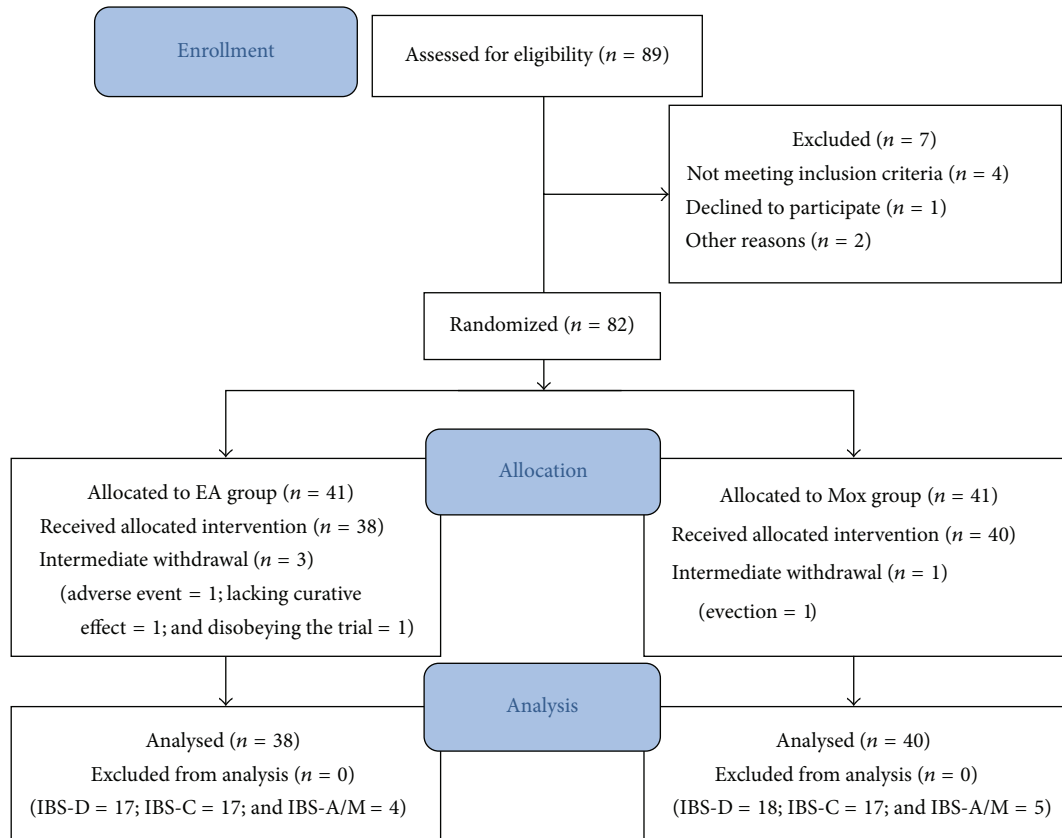 Enrollment
Assessed for eligibility (n = 89)
Excluded (n = 7)
Not meeting inclusion criteria (n = 4)
Declined to participate (n = 1)
Other reasons (n = 2)
Randomized (n = 82)
Allocation
Allocated to EA group (n = 41)
Received allocated intervention (n = 38)
Intermediate withdrawal (n = 3)
(adverse event = 1; lacking curative
effect = 1; and disobeying the trial = 1)
Allocated to Mox group (n = 41)
Received allocated intervention (n = 40)
Intermediate withdrawal (n = 1)
(evection = 1)
Analysis
Analysed (n = 38)
Excluded from analysis (n = 0)
(IBS-D = 17; IBS-C = 17; and IBS-A/M = 4)
Analysed (n = 40)
Excluded from analysis (n = 0)
(IBS-D = 18; IBS-C = 17; and IBS-A/M = 5)